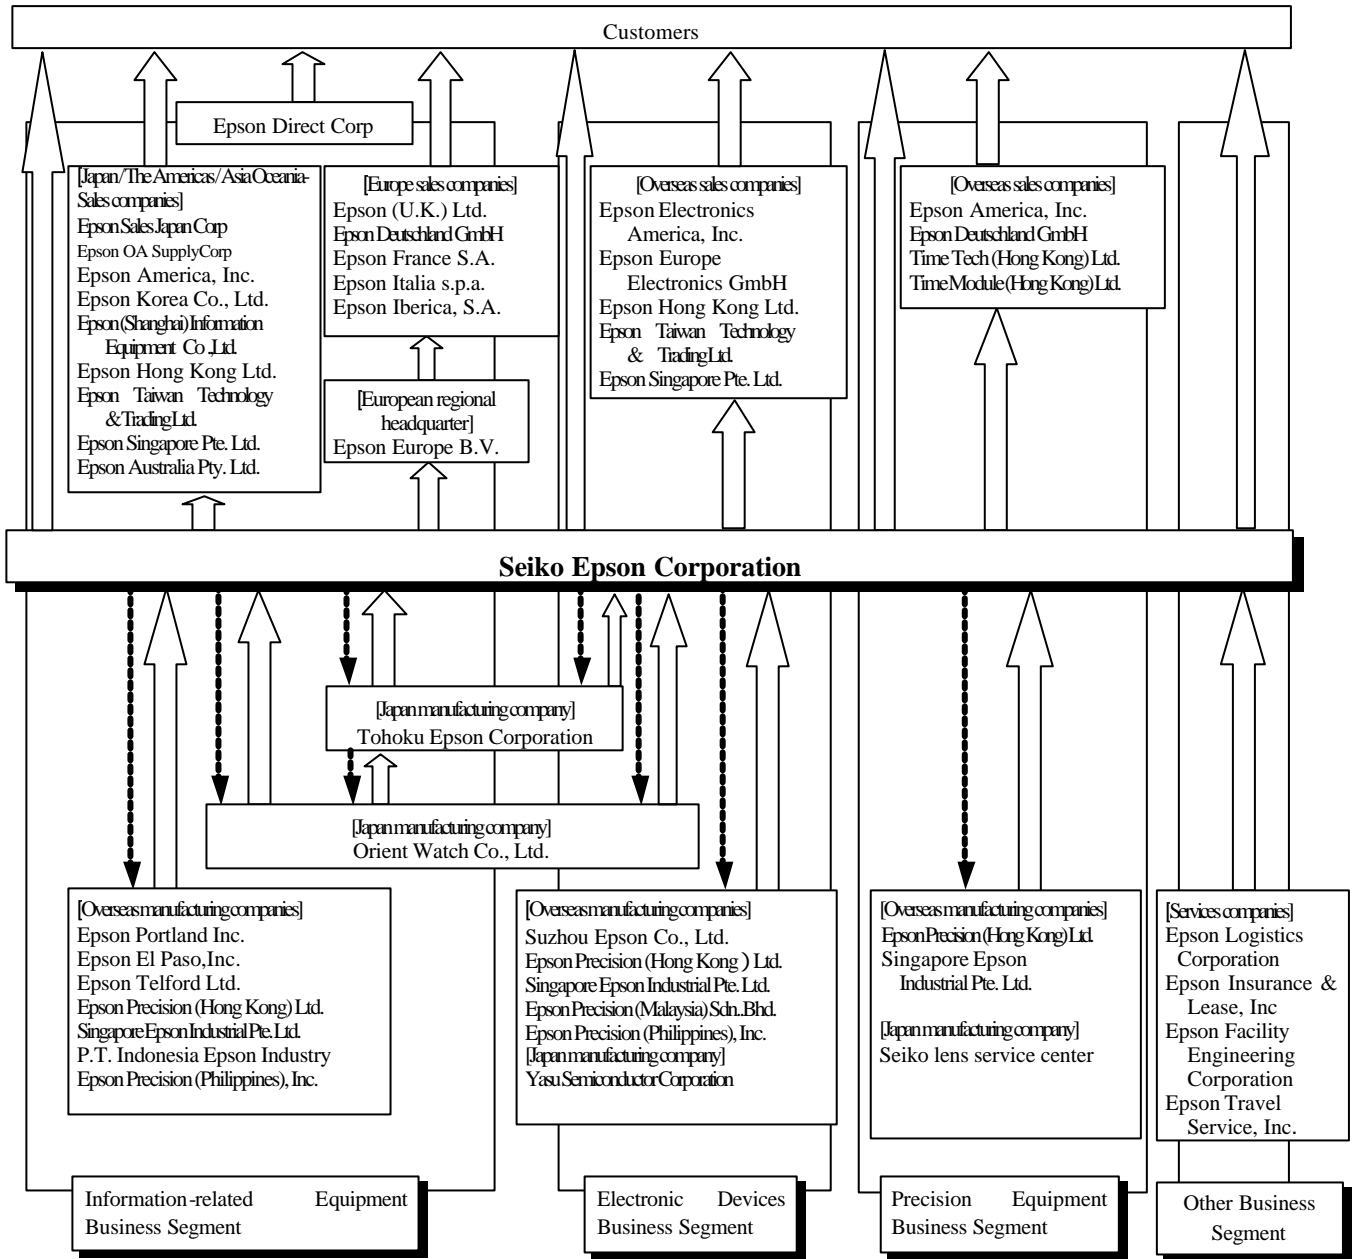 Customers
Epson Direct Corp
[Japan/The Americas/Asia Oceania-
Sales companies]
Epson Sales Japan Corp
Epson OA SupplyCorp
Epson America, Inc.
Epson Korea Co., Ltd.
Epson (Shanghai) Information
Equipment Co .,Ltd.
Epson Hong Kong Ltd.
Epson Taiwan Technology
& Trading Ltd.
Epson Singapore Pte. Ltd.
Epson Australia Pty. Ltd.
[Europe sales companies]
Epson (U.K.) Ltd.
Epson Deutschland GmbH
Epson France S.A.
Epson Italia s.p.a.
Epson Iberica, S.A.
[European regional
headquarter]
Epson Europe B.V.
[Overseas sales companies]
Epson Electronics
America, Inc.
Epson Europe
Electronics GmbH
Epson Hong Kong Ltd.
Epson Taiwan Technology
& Trading Ltd.
Epson Singapore Pte. Ltd.
[Overseas sales companies]
Epson America, Inc.
Epson Deutschland GmbH
Time Tech (Hong Kong) Ltd.
Time Module (Hong Kong) Ltd.
Seiko Epson Corporation
[Japan manufacturing company]
Tohoku Epson Corporation
[Japan manufacturing company]
Orient Watch Co., Ltd.
[Overseas manufacturing companies]
Epson Portland Inc.
Epson El Paso,Inc.
Epson Telford Ltd.
Epson Precision (Hong Kong) Ltd.
Singapore Epson Industrial Pte. Ltd.
P.T. Indonesia Epson Industry
Epson Precision (Philippines), Inc.
[Overseas manufacturing companies]
Suzhou Epson Co., Ltd.
Epson Precision (Hong Kong ) Ltd.
Singapore Epson Industrial Pte. Ltd.
Epson Precision (Malaysia) Sdn..Bhd.
Epson Precision (Philippines), Inc.
[Japan manufacturing company]
Yasu Semiconductor Corporation
[Overseas manufacturing companies]
Epson Precision (Hong Kong) Ltd.
Singapore Epson
Industrial Pte. Ltd.
[Japan manufacturing company]
Seiko lens service center
[Services companies]
Epson Logistics
Corporation
Epson Insurance &
Lease, Inc
Epson Facility
Engineering
Corporation
Epson Travel
Service, Inc.
Information-related Equipment
Business Segment
Electronic Devices
Business Segment
Precision Equipment
Business Segment
Other Business
Segment